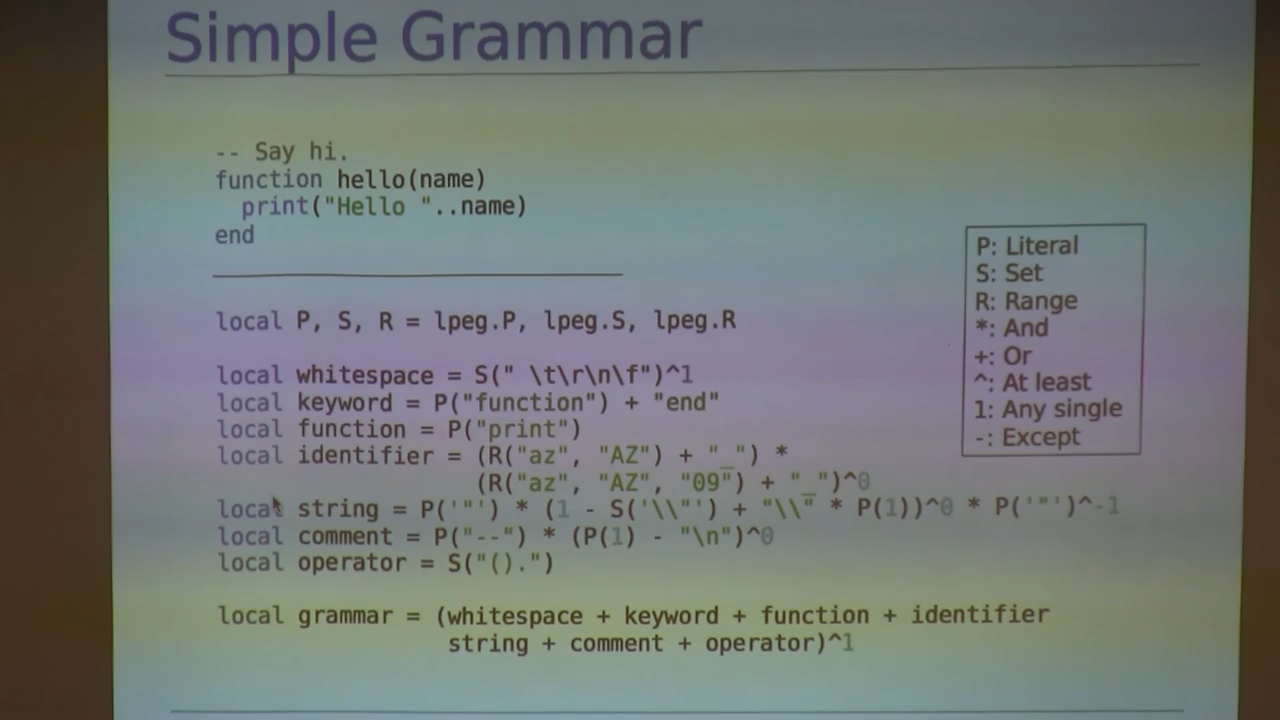 Simple Grammar
-- Say hi.
function hello(name)
  print("Hello "..name)
end
local P, S, R = lpeg.P, lpeg.S, lpeg.R
local whitespace = S(" \t\r\n\f")^1
local keyword = P("function") + "end"
local function = P("print")
local identifier = (R("az", "AZ") + "_") *
                   (R("az", "AZ", "09") + "_")^0
local string = P('"') * (1 - S('\\"') + "\\" * P(1))^0 * P('"')^-1
local comment = P("--") * (P(1) - "\n")^0
local operator = S("().")
local grammar = (whitespace + keyword + function + identifier
                 string + comment + operator)^1
P: Literal
S: Set
R: Range
*: And
+: Or
^: At least
1: Any single
-: Except